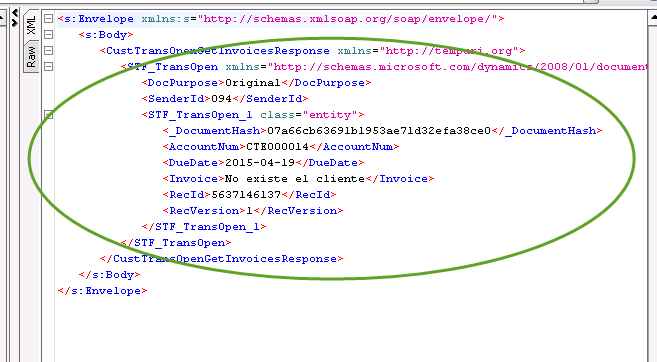 XML
Raw
<s:Envelope xmlns:s="http://schemas.xmlsoap.org/soap/envelope/">
<s:Body>
<CustTransOpenGetInvoicesResponse xmlns="http://tempuri.org">
<STF_TransOpen xmlns="http://schemas.microsoft.com/dynamics/2008/01/document
<DocPurpose>Original</DocPurpose>
<SenderId>094</SenderId>
<STF_TransOpen_1 class="entity">
<_DocumentHash>07a66cb63691b1953ae71d32efa38ce0</_DocumentHash>
<AccountNum>CTE000014</AccountNum>
<DueDate>2015-04-19</DueDate>
<Invoice>No existe el cliente</Invoice>
<RecId>5637146137</RecId>
<RecVersion>1</RecVersion>
</STF_TransOpen_1>
</STF_TransOpen>
</CustTransOpenGetInvoicesResponse>
</s:Body>
</s:Envelope>